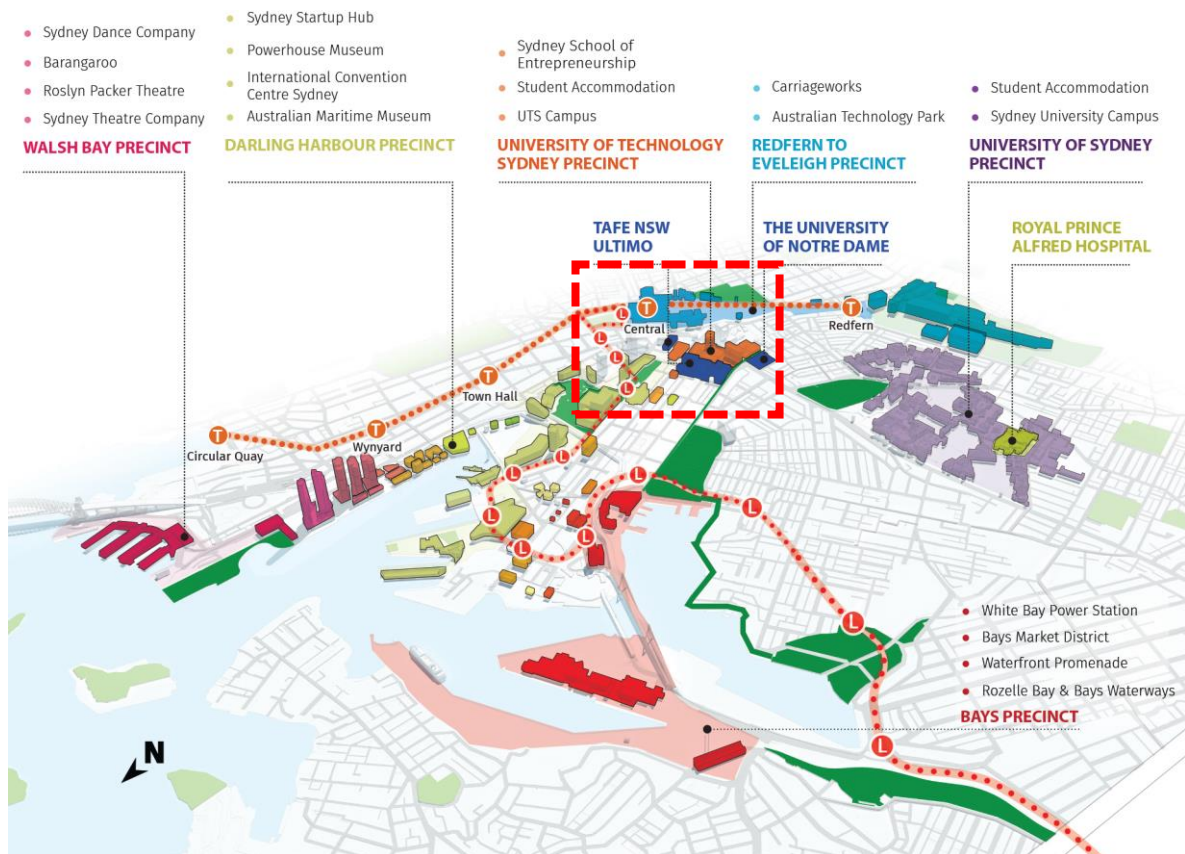 Sydney Dance Company
Barangaroo
Roslyn Packer Theatre
Sydney Theatre Company
WALSH BAY PRECINCT
Sydney Startup Hub
Powerhouse Museum
International Convention
Centre Sydney
Australian Maritime Museum
DARLING HARBOUR PRECINCT
Sydney School of
Entrepreneurship
Student Accommodation
UTS Campus
UNIVERSITY OF TECHNOLOGY
SYDNEY PRECINCT
Carriageworks
Australian Technology Park
REDFERN TO
EVELEIGH PRECINCT
Student Accommodation
Sydney University Campus
UNIVERSITY OF SYDNEY
PRECINCT
TAFE NSW
ULTIMO
THE UNIVERSITY
OF NOTRE DAME
ROYAL PRINCE
ALFRED HOSPITAL
L
T
Central
T
Redfern
L
L
L
T
Town Hall
T
Circular Quay
T
Wynyard
L
L
L
L
L
L
L
L
L
White Bay Power Station
Bays Market District
Waterfront Promenade
Rozelle Bay & Bays Waterways
BAYS PRECINCT
N